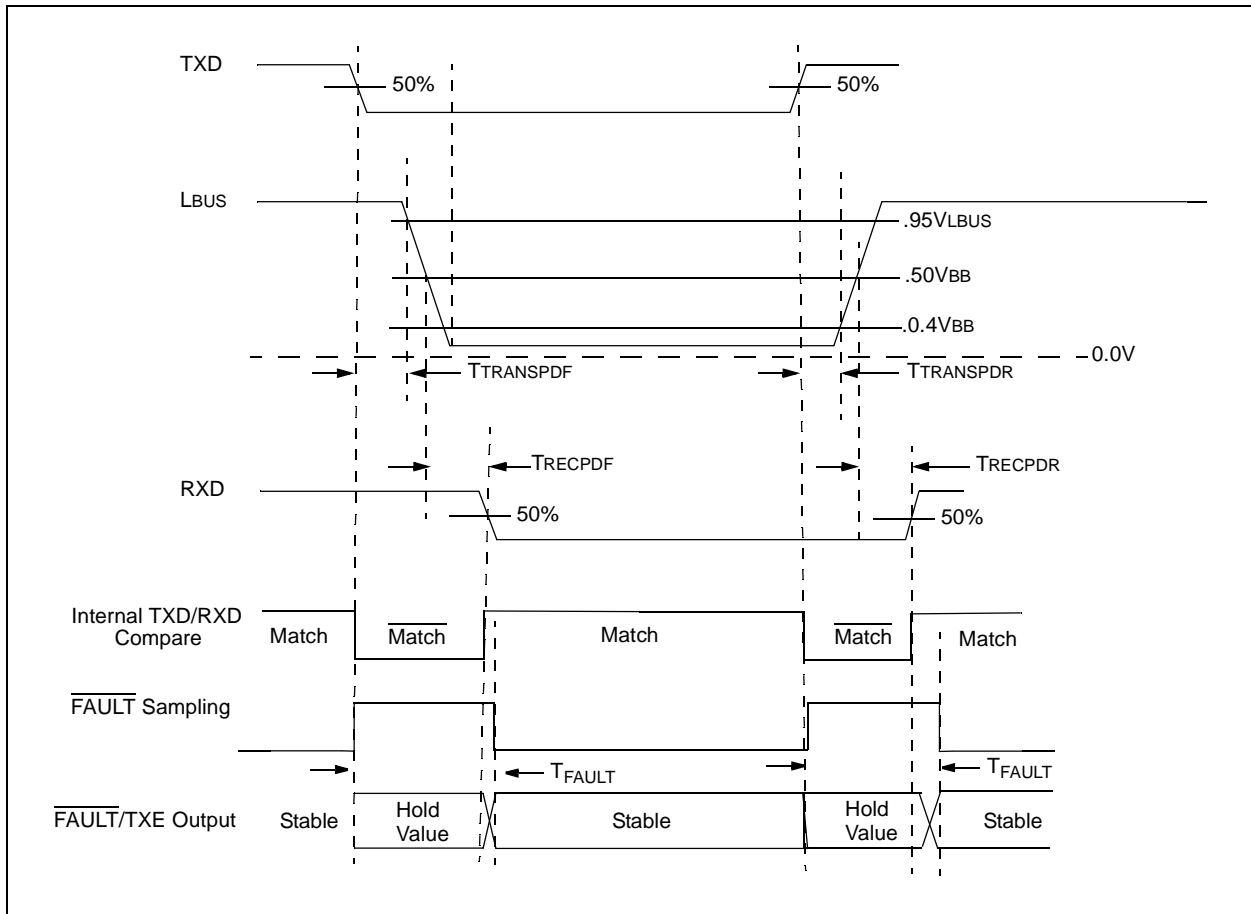 TXD
50%
50%
LBUS
.95VLBUS
.50VBB
.0.4VBB
0.0V
TTRANSPDF
TTRANSPDR
TRECPDF
TRECPDR
RXD
50%
50%
Internal TXD/RXD
Compare
Match
Match
Match
Match
Match
FAULT Sampling
TFAULT
TFAULT
FAULT/TXE Output
Stable
Hold
Value
Stable
Hold
Value
Stable